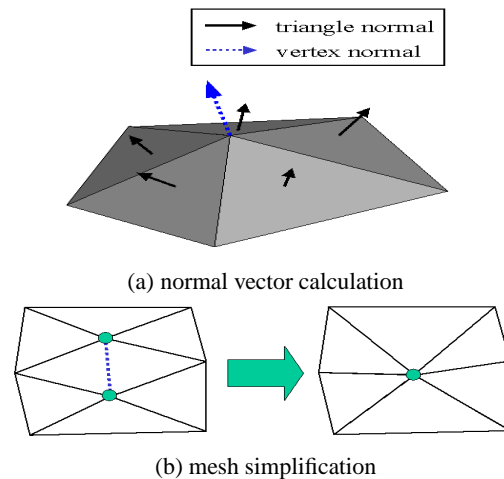 triangle normal
vertex normal
(a) normal vector calculation
(b) mesh simplification